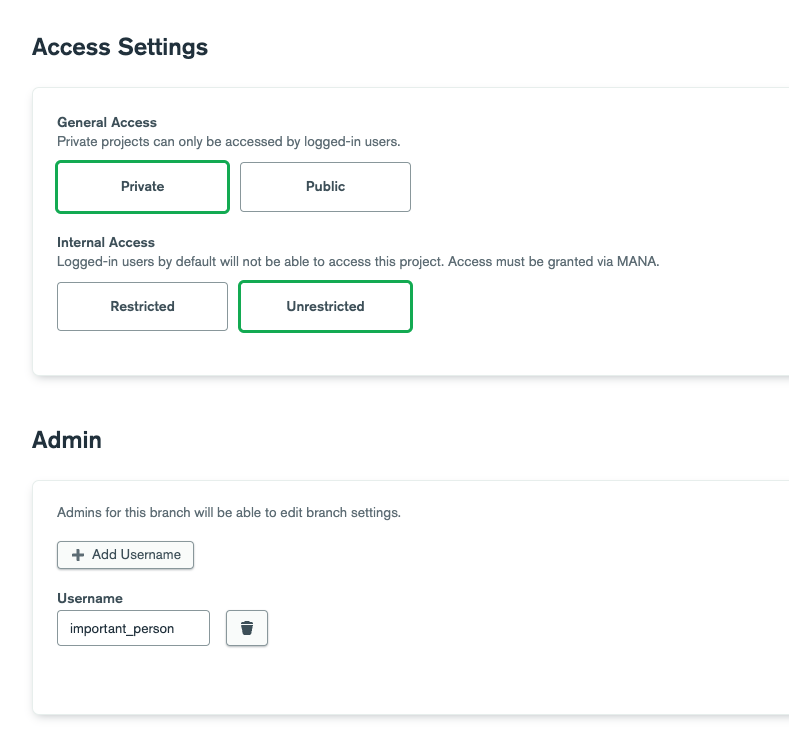 Access Settings
General Access
Private projects can only be accessed by logged-in users.
Private
Public
Internal Access
Logged-in users by default will not be able to access this project. Access must be granted via MANA.
Restricted
Unrestricted
Admin
Admins for this branch will be able to edit branch settings.
Add Username
Username
important_person